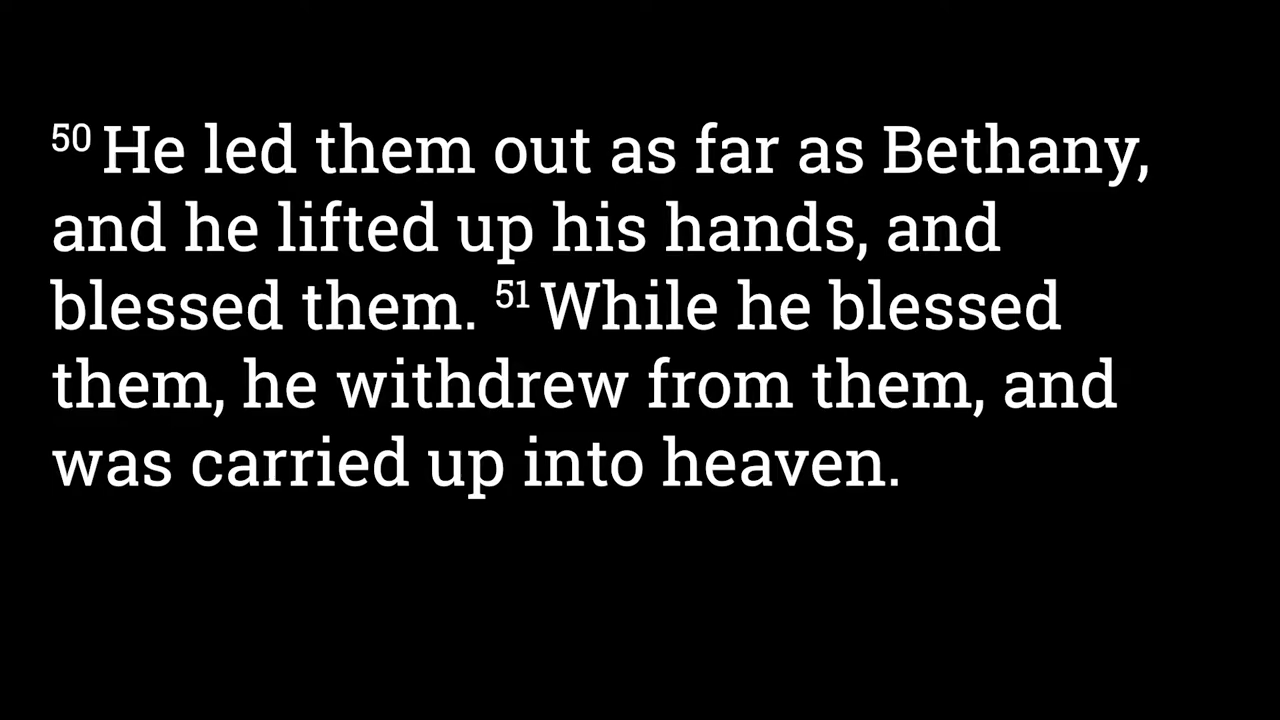 50 He led them out as far as Bethany,
and he lifted up his hands, and
blessed them. 51 While he blessed
them, he withdrew from them, and
was carried up into heaven.